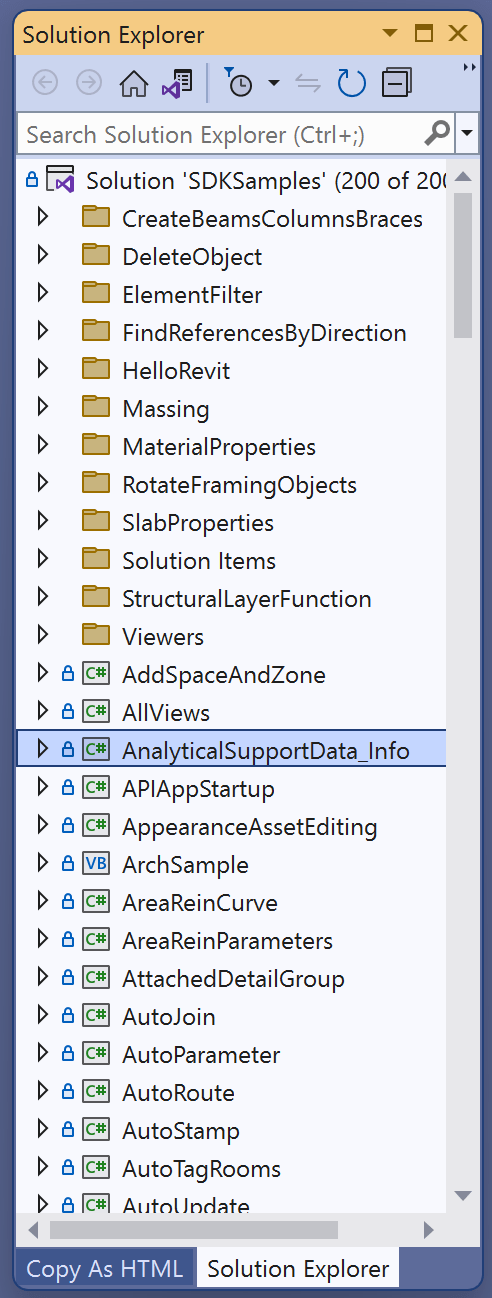 Solution Explorer
Search Solution Explorer (Ctrl+;)
Solution 'SDKSamples' (200 of 200
CreateBeamsColumnsBraces
DeleteObject
ElementFilter
FindReferencesByDirection
HelloRevit
Massing
MaterialProperties
RotateFramingObjects
SlabProperties
Solution Items
StructuralLayerFunction
Viewers
C# AddSpaceAndZone
C# AllViews
C# AnalyticalSupportData_Info
C# APIAppStartup
C# AppearanceAssetEditing
VB ArchSample
C# AreaReinCurve
C# AreaReinParameters
C# AttachedDetailGroup
C# AutoJoin
C# AutoParameter
C# AutoRoute
C# AutoStamp
C# AutoTagRooms
C# AutoUpdate
Copy As HTML Solution Explorer